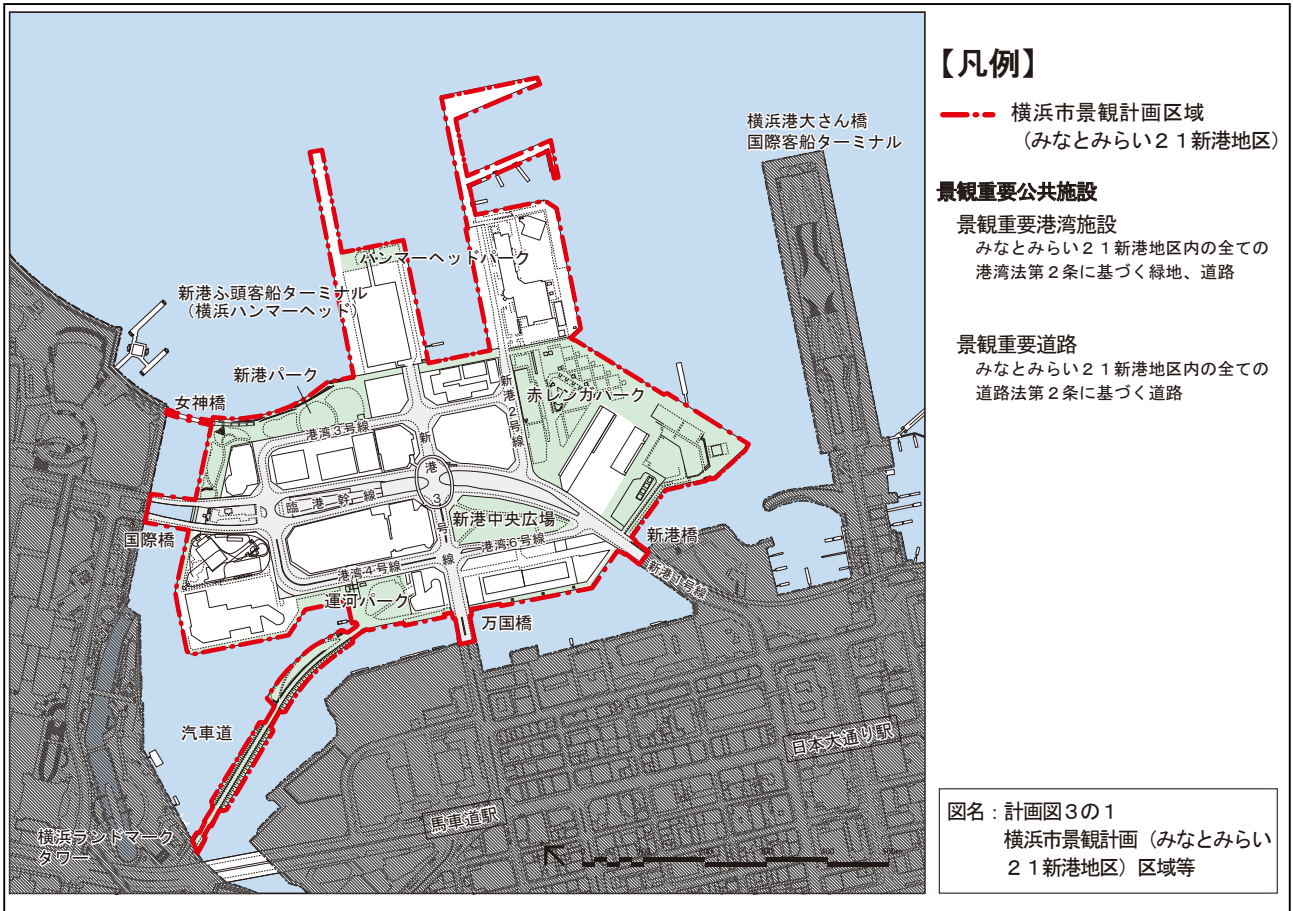 【凡例】
横浜市景観計画区域
（みなとみらい２１新港地区）
景観重要公共施設
景観重要港湾施設
みなとみらい２１新港地区内の全ての
港湾法第２条に基づく緑地、道路
景観重要道路
みなとみらい２１新港地区内の全ての
道路法第２条に基づく道路
図名：計画図３の１
横浜市景観計画（みなとみらい
２１新港地区）区域等
横浜港大さん橋
国際客船ターミナル
ハンマーヘッドパーク
新港ふ頭客船ターミナル
（横浜ハンマーヘッド）
新港パーク
女神橋
赤レンガパーク
新港２号線
港湾３号線
新港３号線
臨港幹線
新港中央広場
国際橋
港湾６号線
新港橋
港湾４号線
新港１号線
運河パーク
万国橋
汽車道
日本大通り駅
馬車道駅
横浜ランドマーク
タワー